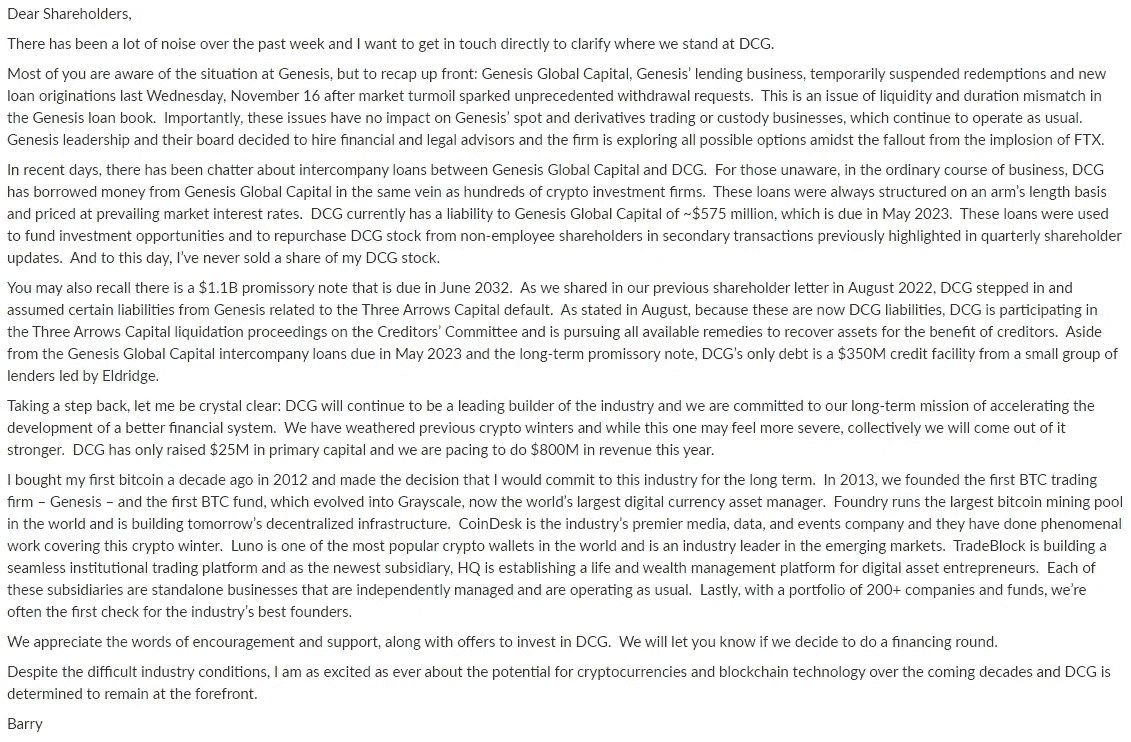 Dear Shareholders,
There has been a lot of noise over the past week and I want to get in touch directly to clarify where we stand at DCG.
Most of you are aware of the situation at Genesis, but to recap up front: Genesis Global Capital, Genesis' lending business, temporarily suspended redemptions and new
loan originations last Wednesday, November 16 after market turmoil sparked unprecedented withdrawal requests.  This is an issue of liquidity and duration mismatch in
the Genesis loan book.  Importantly, these issues have no impact on Genesis' spot and derivatives trading or custody businesses, which continue to operate as usual.
Genesis leadership and their board decided to hire financial and legal advisors and the firm is exploring all possible options amidst the fallout from the implosion of FTX.
In recent days, there has been chatter about intercompany loans between Genesis Global Capital and DCG.  For those unaware, in the ordinary course of business, DCG
has borrowed money from Genesis Global Capital in the same vein as hundreds of crypto investment firms.  These loans were always structured on an arm's length basis
and priced at prevailing market interest rates.  DCG currently has a liability to Genesis Global Capital of ~$575 million, which is due in May 2023.  These loans were used
to fund investment opportunities and to repurchase DCG stock from non-employee shareholders in secondary transactions previously highlighted in quarterly shareholder
updates.  And to this day, I've never sold a share of my DCG stock.
You may also recall there is a $1.1B promissory note that is due in June 2032.  As we shared in our previous shareholder letter in August 2022, DCG stepped in and
assumed certain liabilities from Genesis related to the Three Arrows Capital default.  As stated in August, because these are now DCG liabilities, DCG is participating in
the Three Arrows Capital liquidation proceedings on the Creditors' Committee and is pursuing all available remedies to recover assets for the benefit of creditors.  Aside
from the Genesis Global Capital intercompany loans due in May 2023 and the long-term promissory note, DCG's only debt is a $350M credit facility from a small group of
lenders led by Eldridge.
Taking a step back, let me be crystal clear: DCG will continue to be a leading builder of the industry and we are committed to our long-term mission of accelerating the
development of a better financial system.  We have weathered previous crypto winters and while this one may feel more severe, collectively we will come out of it
stronger.  DCG has only raised $25M in primary capital and we are pacing to do $800M in revenue this year.
I bought my first bitcoin a decade ago in 2012 and made the decision that I would commit to this industry for the long term.  In 2013, we founded the first BTC trading
firm – Genesis – and the first BTC fund, which evolved into Grayscale, now the world's largest digital currency asset manager.  Foundry runs the largest bitcoin mining pool
in the world and is building tomorrow's decentralized infrastructure.  CoinDesk is the industry's premier media, data, and events company and they have done phenomenal
work covering this crypto winter.  Luno is one of the most popular crypto wallets in the world and is an industry leader in the emerging markets.  TradeBlock is building a
seamless institutional trading platform and as the newest subsidiary, HQ is establishing a life and wealth management platform for digital asset entrepreneurs.  Each of
these subsidiaries are standalone businesses that are independently managed and are operating as usual.  Lastly, with a portfolio of 200+ companies and funds, we're
often the first check for the industry's best founders.
We appreciate the words of encouragement and support, along with offers to invest in DCG.  We will let you know if we decide to do a financing round.
Despite the difficult industry conditions, I am as excited as ever about the potential for cryptocurrencies and blockchain technology over the coming decades and DCG is
determined to remain at the forefront.
Barry